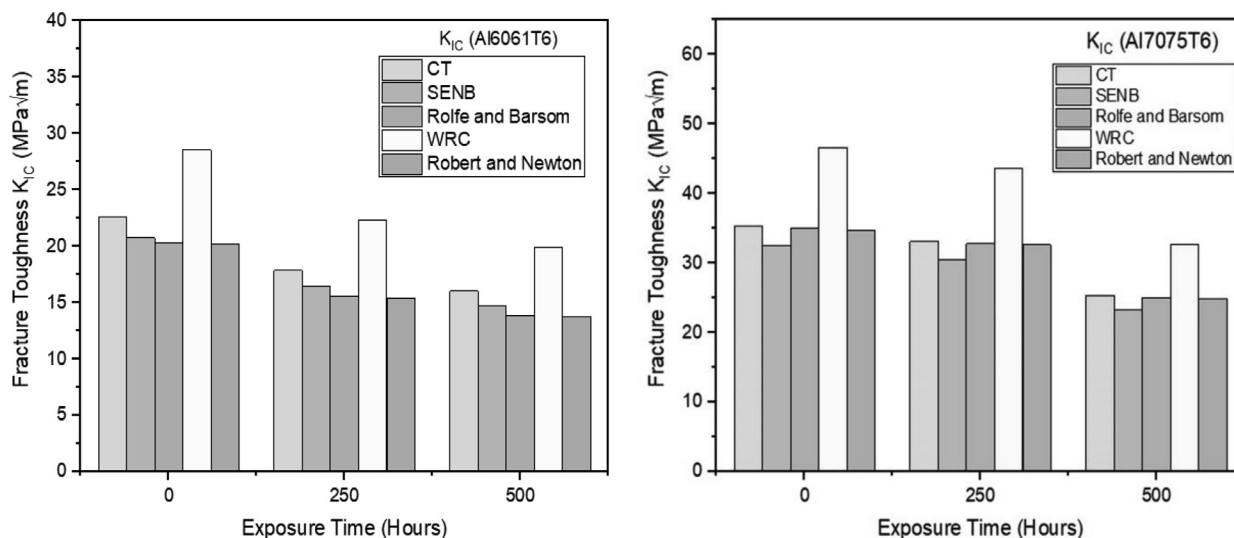 K_IC (Al6061T6)
CT
SENB
Rolfe and Barsom
WRC
Robert and Newton
Fracture Toughness K_IC (MPa√m)
40
35
30
25
20
15
10
5
0
0 250 500
Exposure Time (Hours)
K_IC (Al7075T6)
CT
SENB
Rolfe and Barsom
WRC
Robert and Newton
Fracture Toughness K_IC (MPa√m)
60
50
40
30
20
10
0
0 250 500
Exposure Time (Hours)